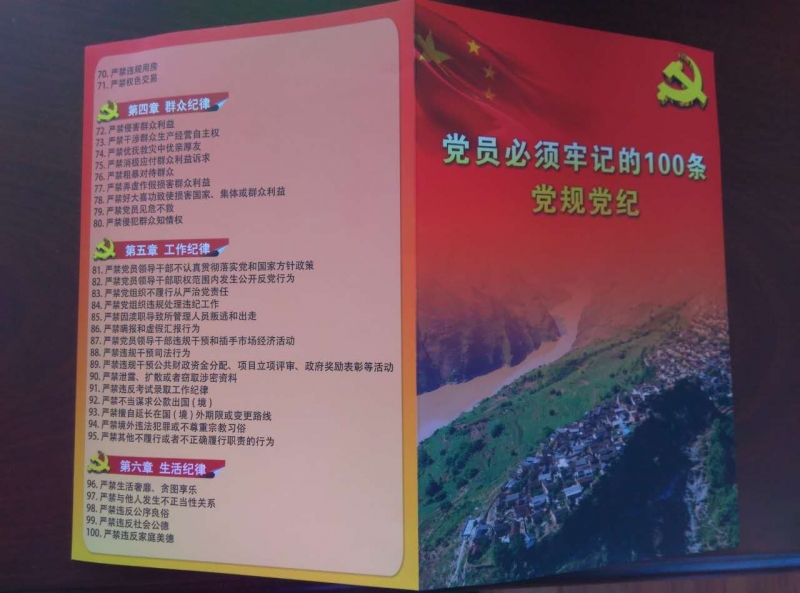 70. 严禁违规用房
71. 严禁权色交易
第四章 群众纪律
72. 严禁侵害群众利益
73. 严禁干涉群众生产经营自主权
74. 严禁优抚救灾中优亲厚友
75. 严禁消极应付群众利益诉求
76. 严禁粗暴对待群众
77. 严禁弄虚作假损害群众利益
78. 严禁好大喜功致使损害国家、集体或群众利益
79. 严禁党员见危不救
80. 严禁侵犯群众知情权
第五章 工作纪律
81. 严禁党员领导干部不认真贯彻落实党和国家方针政策
82. 严禁党员领导干部职权范围内发生公开反党行为
83. 严禁党组织不履行从严治党责任
84. 严禁党组织违规处理违纪工作
85. 严禁因渎职导致所管理人员叛逃和出走
86. 严禁瞒报和虚假汇报行为
87. 严禁党员领导干部违规干预和插手市场经济活动
88. 严禁违规干预司法行为
89. 严禁违规干预公共财政资金分配、项目立项评审、政府奖励表彰等活动
90. 严禁泄露、扩散或者窃取涉密资料
91. 严禁违反考试录取工作纪律
92. 严禁不当谋求公款出国(境)
93. 严禁擅自延长在国(境)外期限或变更路线
94. 严禁境外违法犯罪或不尊重宗教习俗
95. 严禁其他不履行或者不正确履行职责的行为
第六章 生活纪律
96. 严禁生活奢靡、贪图享乐
97. 严禁与他人发生不正当性关系
98. 严禁违反公序良俗
99. 严禁违反社会公德
100. 严禁违反家庭美德
党员必须牢记的100条
党规党纪